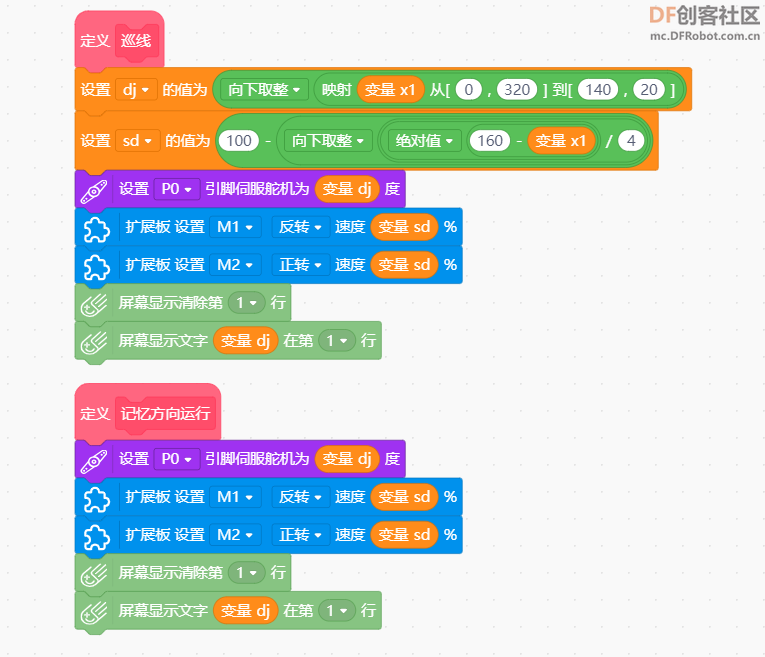 DF创客社区
mc.DFRobot.com.cn
定义 巡线
设置 dj 的值为 向下取整 映射 变量 x1 从[ 0 , 320 ] 到[ 140 , 20 ]
设置 sd 的值为 100 - 向下取整 绝对值 160 - 变量 x1 / 4
设置 P0 引脚伺服舵机为 变量 dj 度
扩展板 设置 M1 反转 速度 变量 sd %
扩展板 设置 M2 正转 速度 变量 sd %
屏幕显示清除第 1 行
屏幕显示文字 变量 dj 在第 1 行
定义 记忆方向运行
设置 P0 引脚伺服舵机为 变量 dj 度
扩展板 设置 M1 反转 速度 变量 sd %
扩展板 设置 M2 正转 速度 变量 sd %
屏幕显示清除第 1 行
屏幕显示文字 变量 dj 在第 1 行